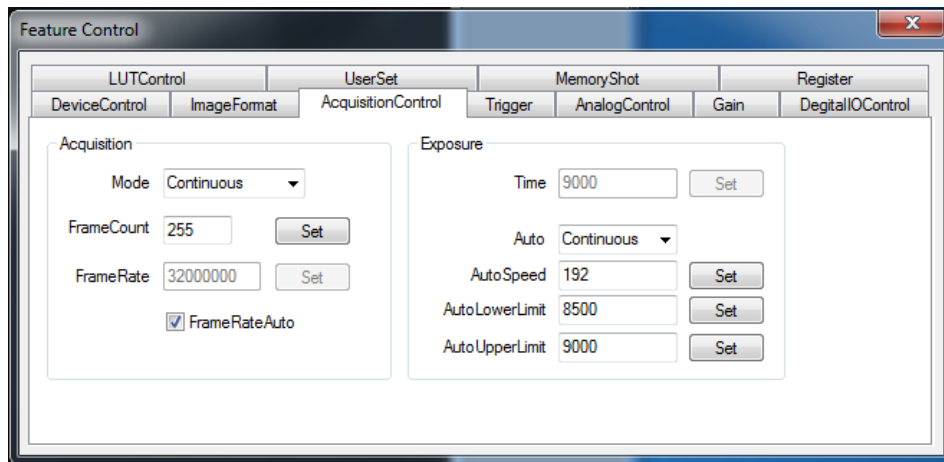 Feature Control
LUTControl UserSet MemoryShot Register
DeviceControl ImageFormat AcquisitionControl Trigger AnalogControl Gain DegitalIOControl
Acquisition
Mode Continuous
FrameCount 255 Set
FrameRate 32000000 Set
FrameRateAuto
Exposure
Time 9000 Set
Auto Continuous
AutoSpeed 192 Set
AutoLowerLimit 8500 Set
AutoUpperLimit 9000 Set